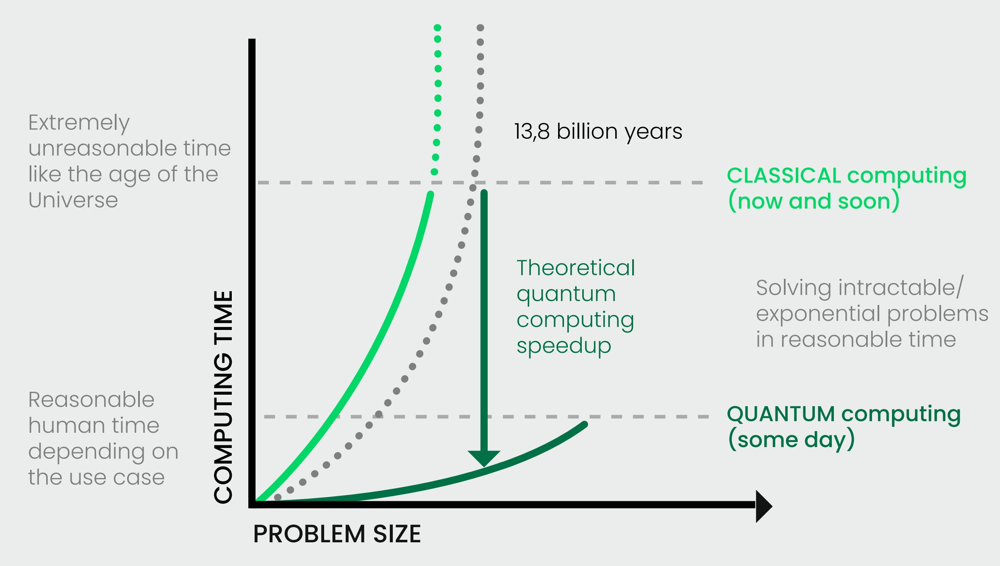 Extremely
unreasonable time
like the age of the
Universe
13,8 billion years
CLASSICAL computing
(now and soon)
Theoretical
quantum
computing
speedup
Solving intractable/
exponential problems
in reasonable time
COMPUTING TIME
Reasonable
human time
depending on
the use case
QUANTUM computing
(some day)
PROBLEM SIZE